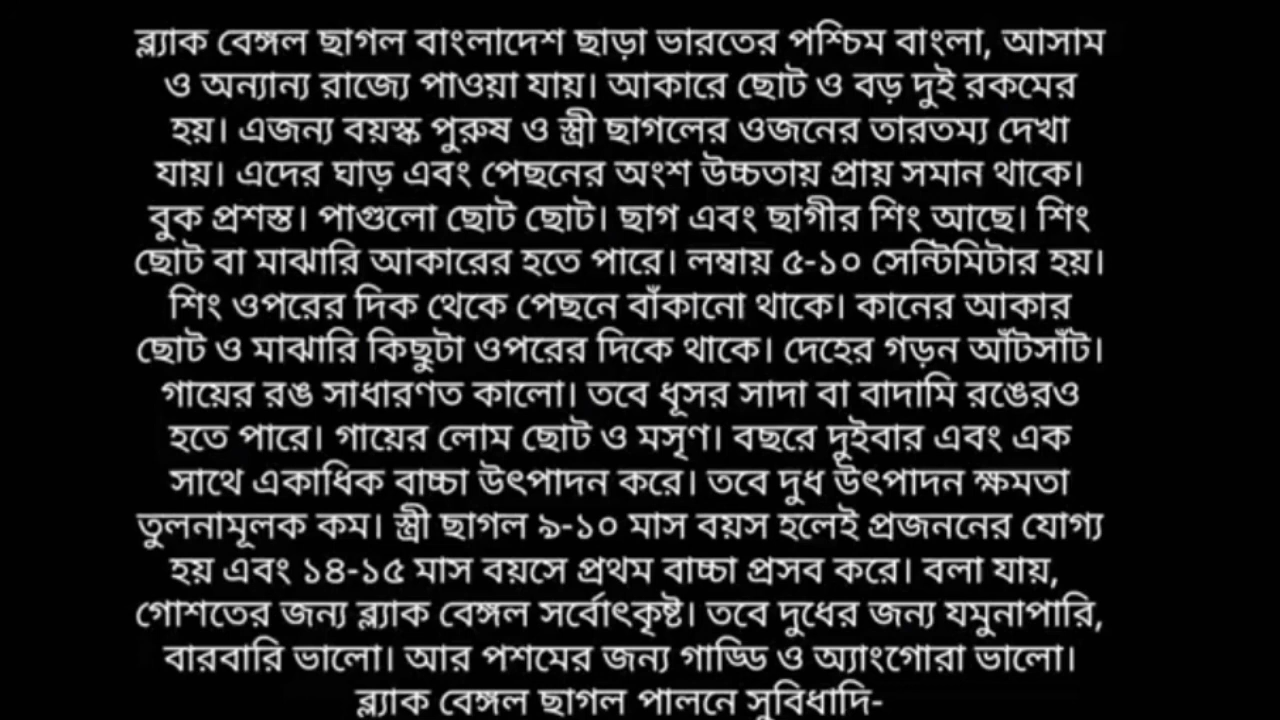 ব্ল্যাক বেঙ্গল ছাগল বাংলাদেশ ছাড়া ভারতের পশ্চিম বাংলা, আসাম
ও অন্যান্য রাজ্যে পাওয়া যায়। আকারে ছোট ও বড় দুই রকমের
হয়। এজন্য বয়স্ক পুরুষ ও স্ত্রী ছাগলের ওজনের তারতম্য দেখা
যায়। এদের ঘাড় এবং পেছনের অংশ উচ্চতায় প্রায় সমান থাকে।
বুক প্রশস্ত। পাগুলো ছোট ছোট। ছাগ এবং ছাগীর শিং আছে। শিং
ছোট বা মাঝারি আকারের হতে পারে। লম্বায় ৫-১০ সেন্টিমিটার হয়।
শিং ওপরের দিক থেকে পেছনে বাঁকানো থাকে। কানের আকার
ছোট ও মাঝারি কিছুটা ওপরের দিকে থাকে। দেহের গড়ন আঁটসাঁট।
গায়ের রঙ সাধারণত কালো। তবে ধূসর সাদা বা বাদামি রঙেরও
হতে পারে। গায়ের লোম ছোট ও মসৃণ। বছরে দুইবার এবং এক
সাথে একাধিক বাচ্চা উৎপাদন করে। তবে দুধ উৎপাদন ক্ষমতা
তুলনামূলক কম। স্ত্রী ছাগল ৯-১০ মাস বয়স হলেই প্রজননের যোগ্য
হয় এবং ১৪-১৫ মাস বয়সে প্রথম বাচ্চা প্রসব করে। বলা যায়,
গোশতের জন্য ব্ল্যাক বেঙ্গল সর্বোৎকৃষ্ট। তবে দুধের জন্য যমুনাপারি,
বারবারি ভালো। আর পশমের জন্য গাড্ডি ও অ্যাংগোরা ভালো।
ব্ল্যাক বেঙ্গল ছাগল পালনে সুবিধাদি-